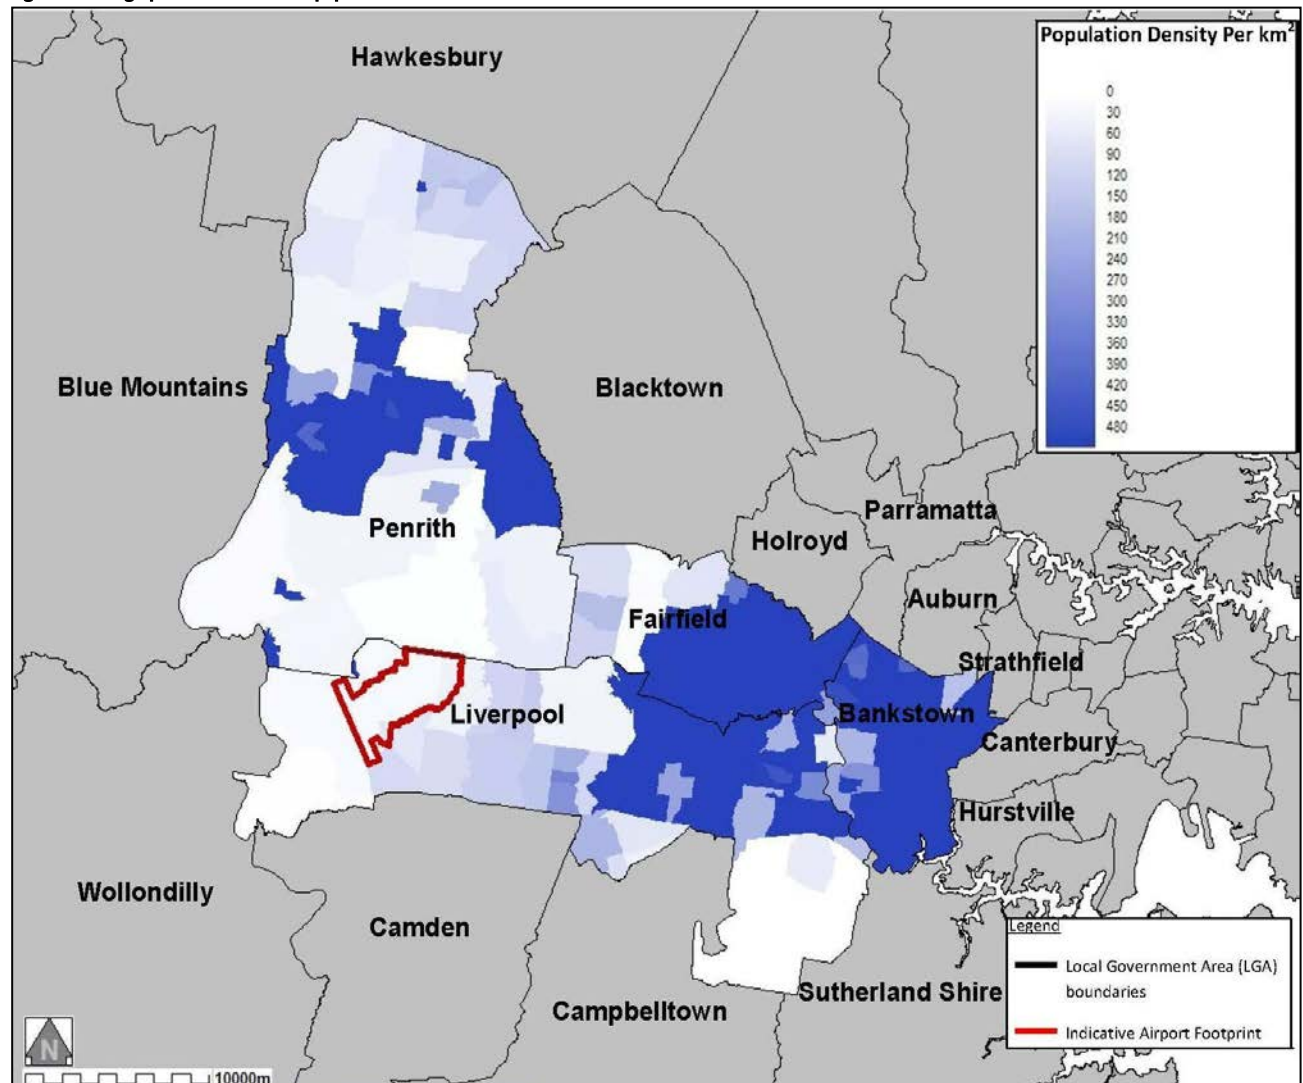 Hawkesbury
Population Density Per km²
0
30
60
90
120
150
180
210
240
270
300
330
360
390
420
450
480
Blue Mountains
Blacktown
Parramatta
Penrith
Holroyd
Auburn
Fairfield
Strathfield
Liverpool
Bankstown
Canterbury
Hurstville
Wollondilly
Camden
Legend
Local Government Area (LGA)
boundaries
Sutherland Shire
Campbelltown
Indicative Airport Footprint
N
10000m